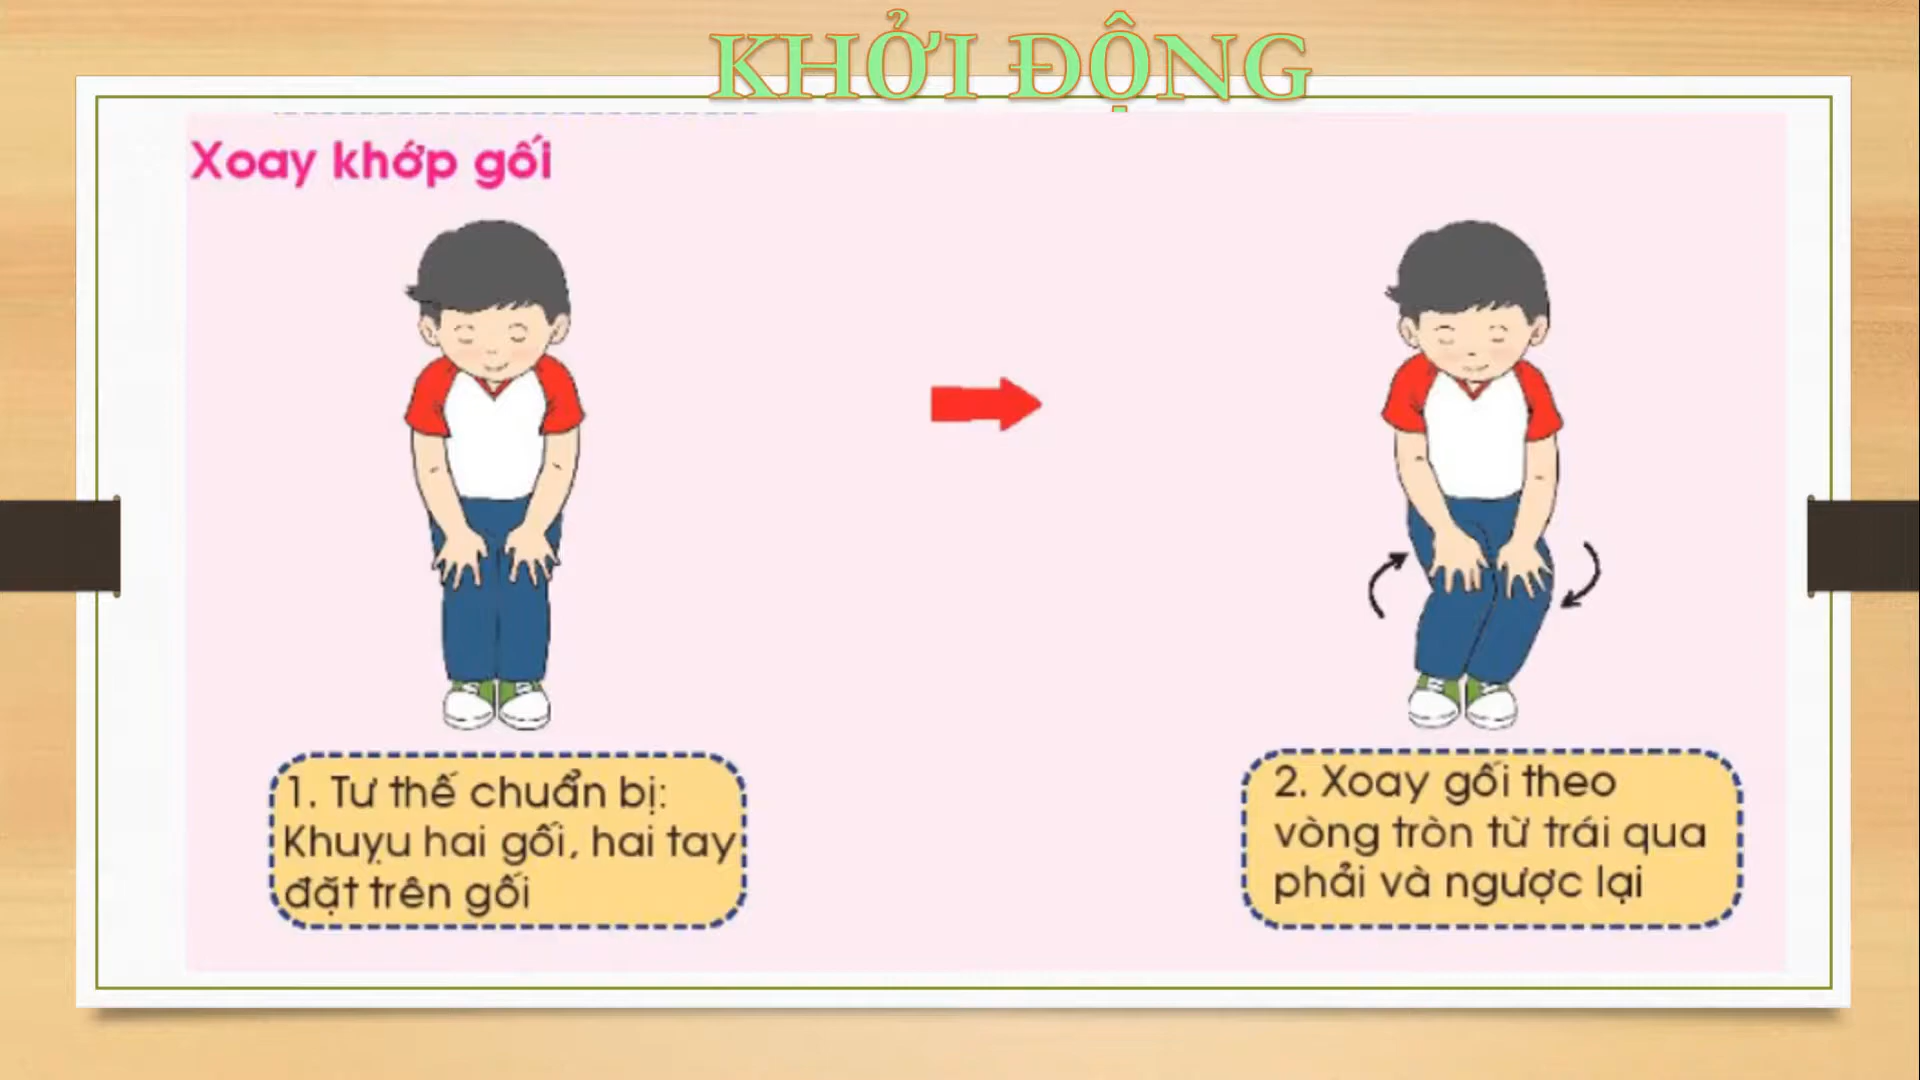 KHỞI ĐỘNG
Xoay khớp gối
1. Tư thế chuẩn bị:
Khuỵu hai gối, hai tay
đặt trên gối
2. Xoay gối theo
vòng tròn từ trái qua
phải và ngược lại